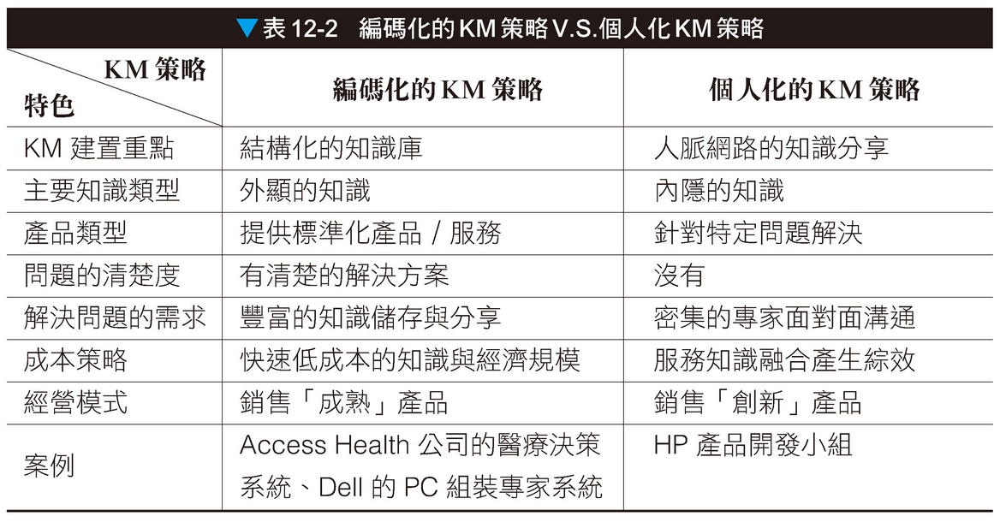 ▼表 12-2 編碼化的 KM 策略 V.S.個人化 KM 策略
KM 策略
特色
編碼化的 KM 策略
個人化的 KM 策略
KM 建置重點 結構化的知識庫 人脈網路的知識分享
主要知識類型 外顯的知識 內隱的知識
產品類型 提供標準化產品 / 服務 針對特定問題解決
問題的清楚度 有清楚的解決方案 沒有
解決問題的需求 豐富的知識儲存與分享 密集的專家面對面溝通
成本策略 快速低成本的知識與經濟規模 服務知識融合產生綜效
經營模式 銷售「成熟」產品 銷售「創新」產品
案例
Access Health 公司的醫療決策
系統、Dell 的 PC 組裝專家系統
HP 產品開發小組